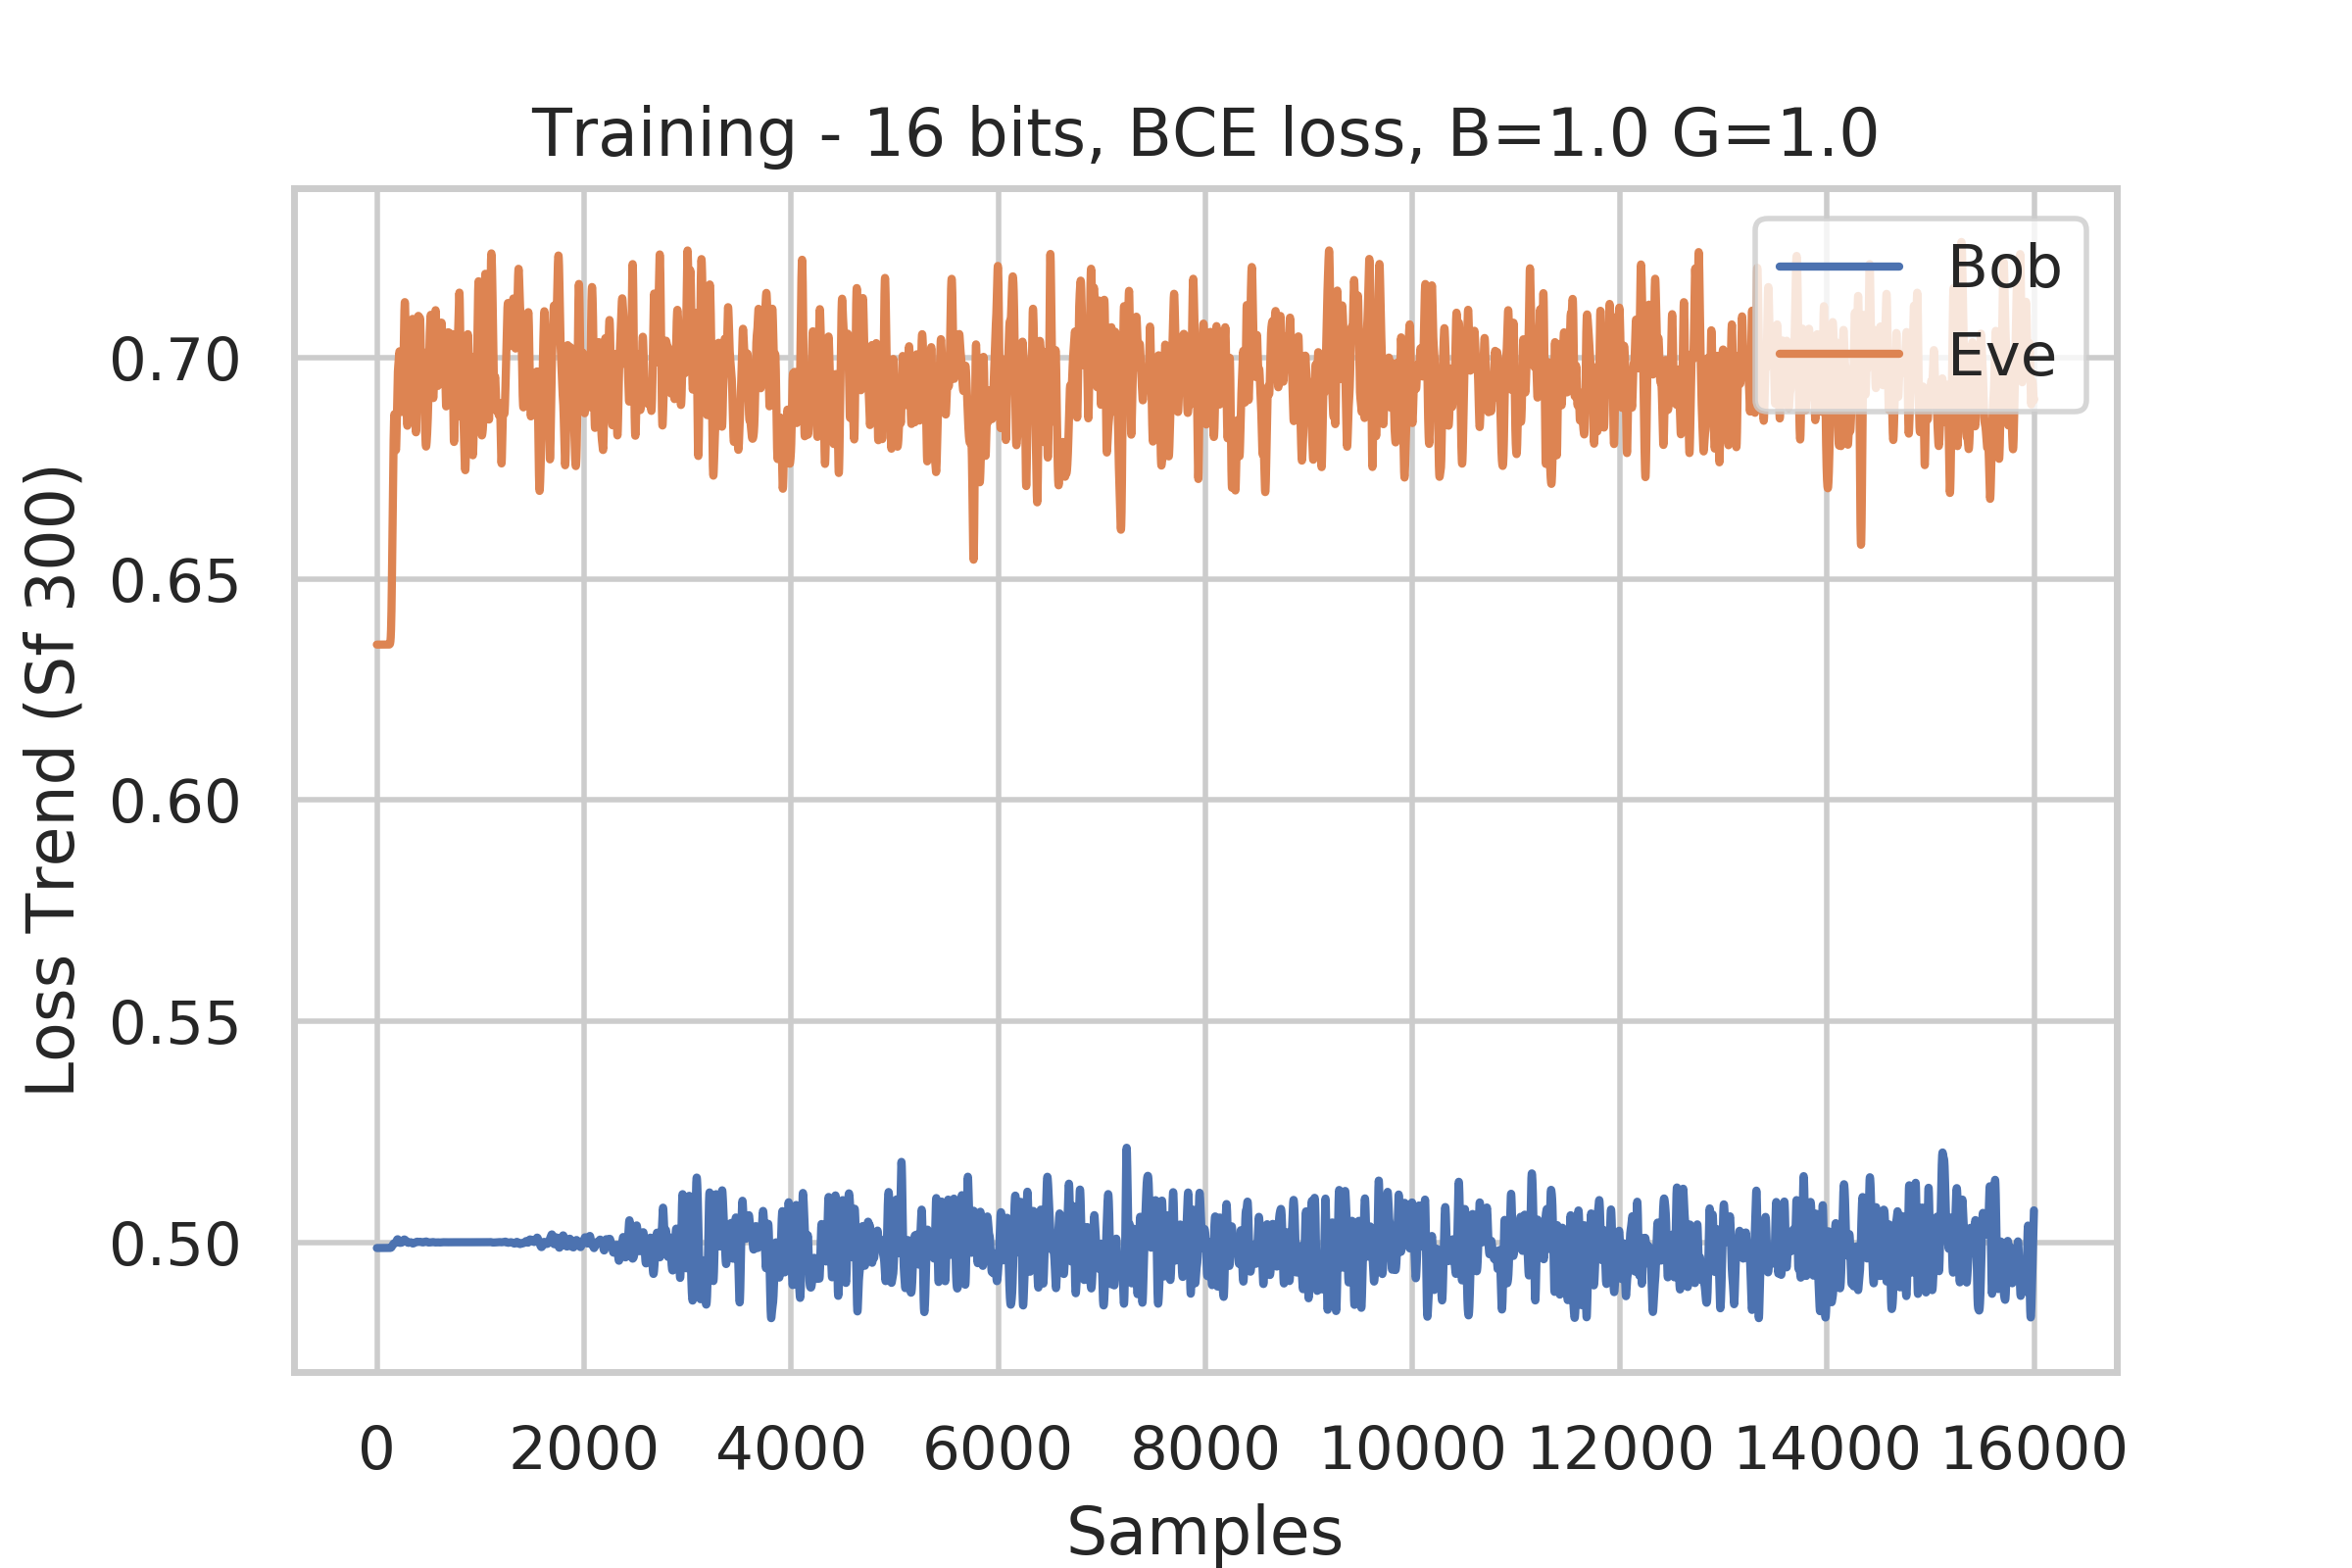 Training - 16 bits, BCE loss, B=1.0 G=1.0
Bob
Eve
0.70
0.65
0.60
0.55
0.50
Loss Trend (Sf 300)
0 2000 4000 6000 8000 10000 12000 14000 16000
Samples